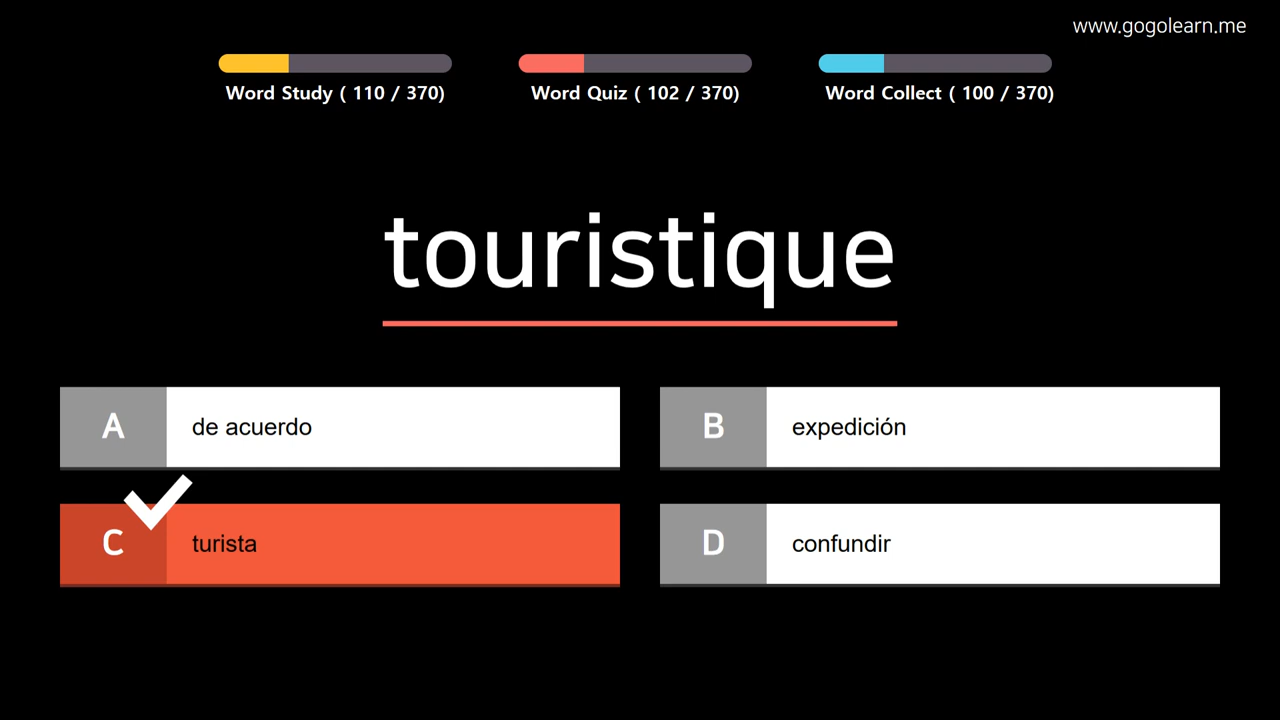 www.gogolearn.me
Word Study ( 110 / 370)
Word Quiz ( 102 / 370)
Word Collect ( 100 / 370)
touristique
A
de acuerdo
B
expedición
C
turista
D
confundir